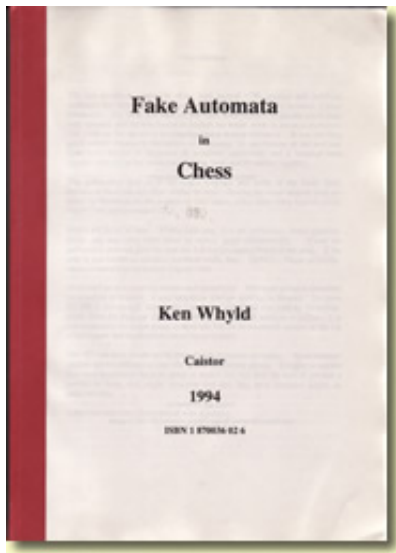 Fake Automata
in
Chess
Ken Whyld
Caistor
1994
ISBN 1 870036 02 6